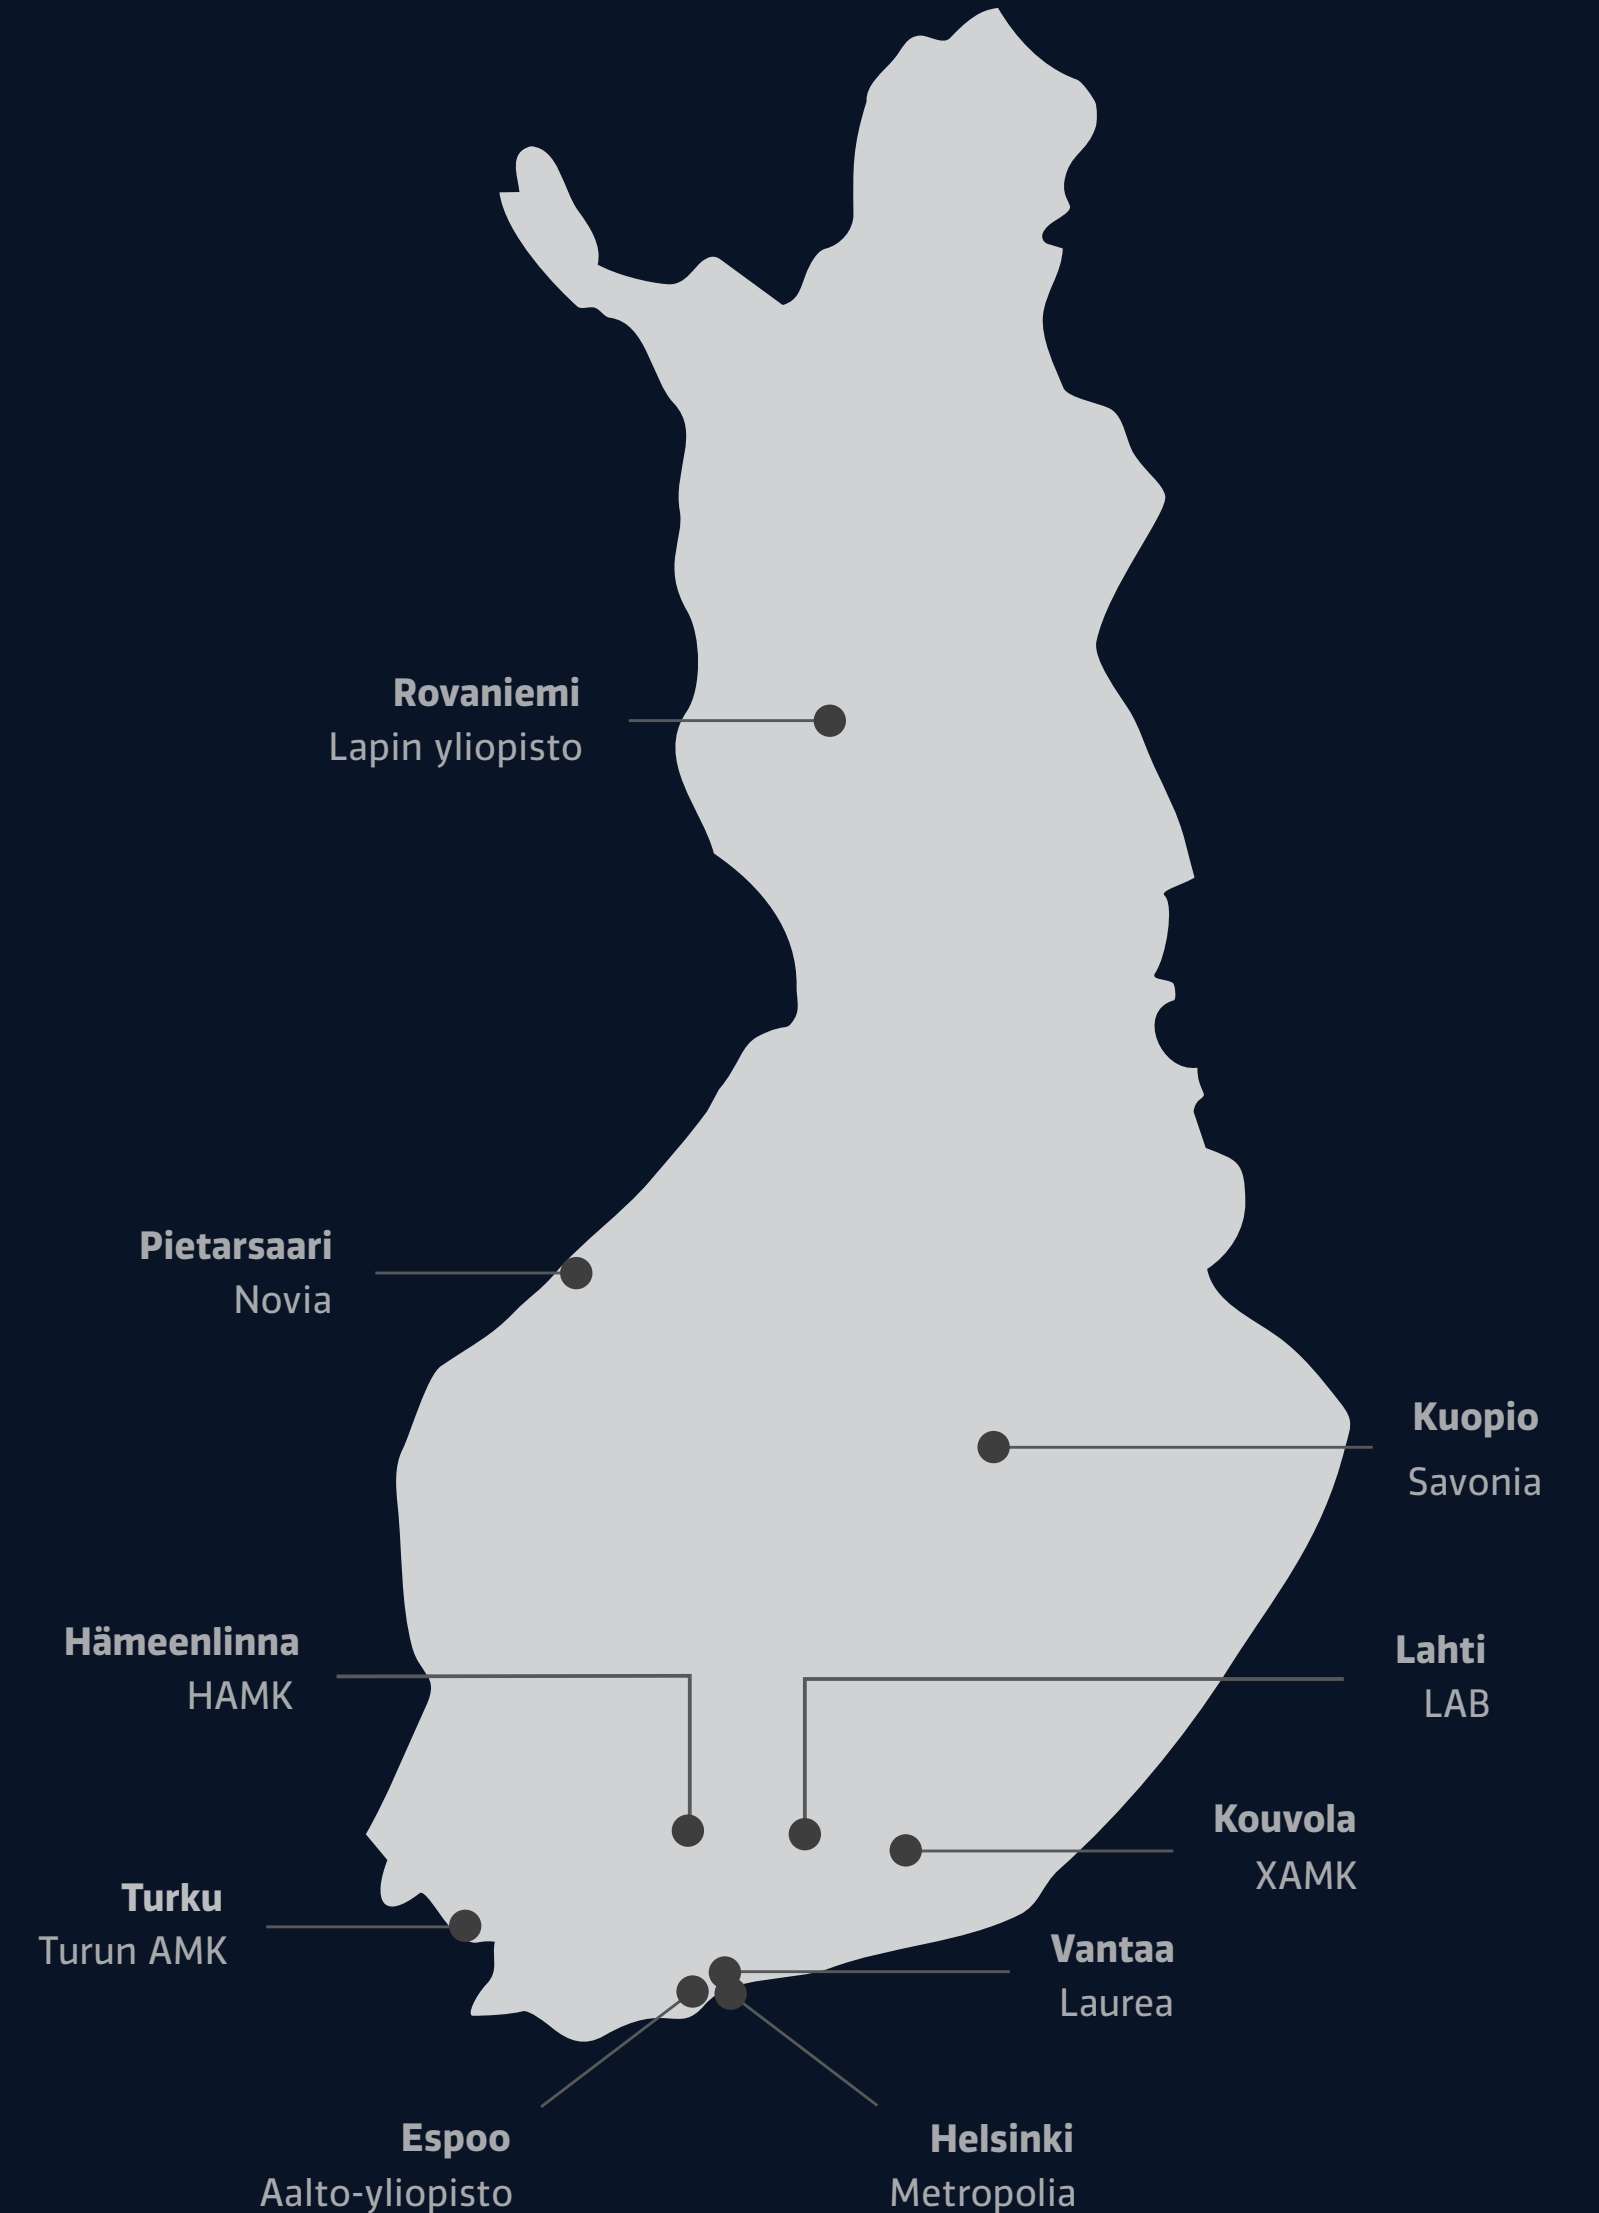 Rovaniemi
Lapin yliopisto
Pietarsaari
Novia
Kuopio
Savonia
Hämeenlinna
HAMK
Lahti
LAB
Kouvola
XAMK
Turku
Turun AMK
Vantaa
Laurea
Espoo
Aalto-yliopisto
Helsinki
Metropolia